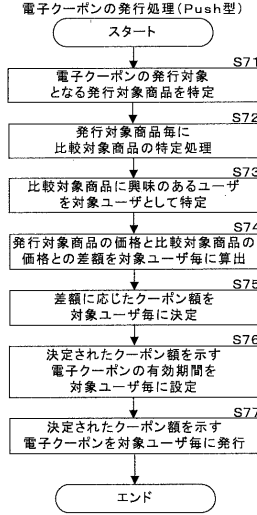 電子クーポンの発行処理(Push型)
スタート
S71
電子クーポンの発行対象
となる発行対象商品を特定
S72
発行対象商品毎に
比較対象商品の特定処理
S73
比較対象商品に興味のあるユーザ
を対象ユーザとして特定
S74
発行対象商品の価格と比較対象商品の
価格との差額を対象ユーザ毎に算出
S75
差額に応じたクーポン額を
対象ユーザ毎に決定
S76
決定されたクーポン額を示す
電子クーポンの有効期間を
対象ユーザ毎に設定
S77
決定されたクーポン額を示す
電子クーポンを対象ユーザ毎に発行
エンド